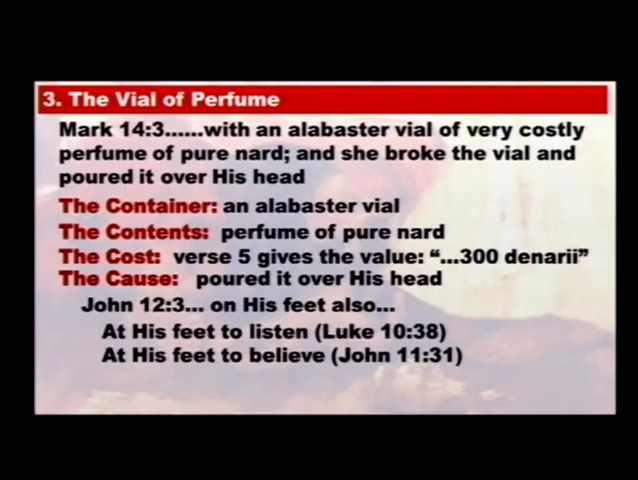 3. The Vial of Perfume
Mark 14:3......with an alabaster vial of very costly
perfume of pure nard; and she broke the vial and
poured it over His head
The Container: an alabaster vial
The Contents: perfume of pure nard
The Cost: verse 5 gives the value: “...300 denarii”
The Cause: poured it over His head
John 12:3... on His feet also...
At His feet to listen (Luke 10:38)
At His feet to believe (John 11:31)